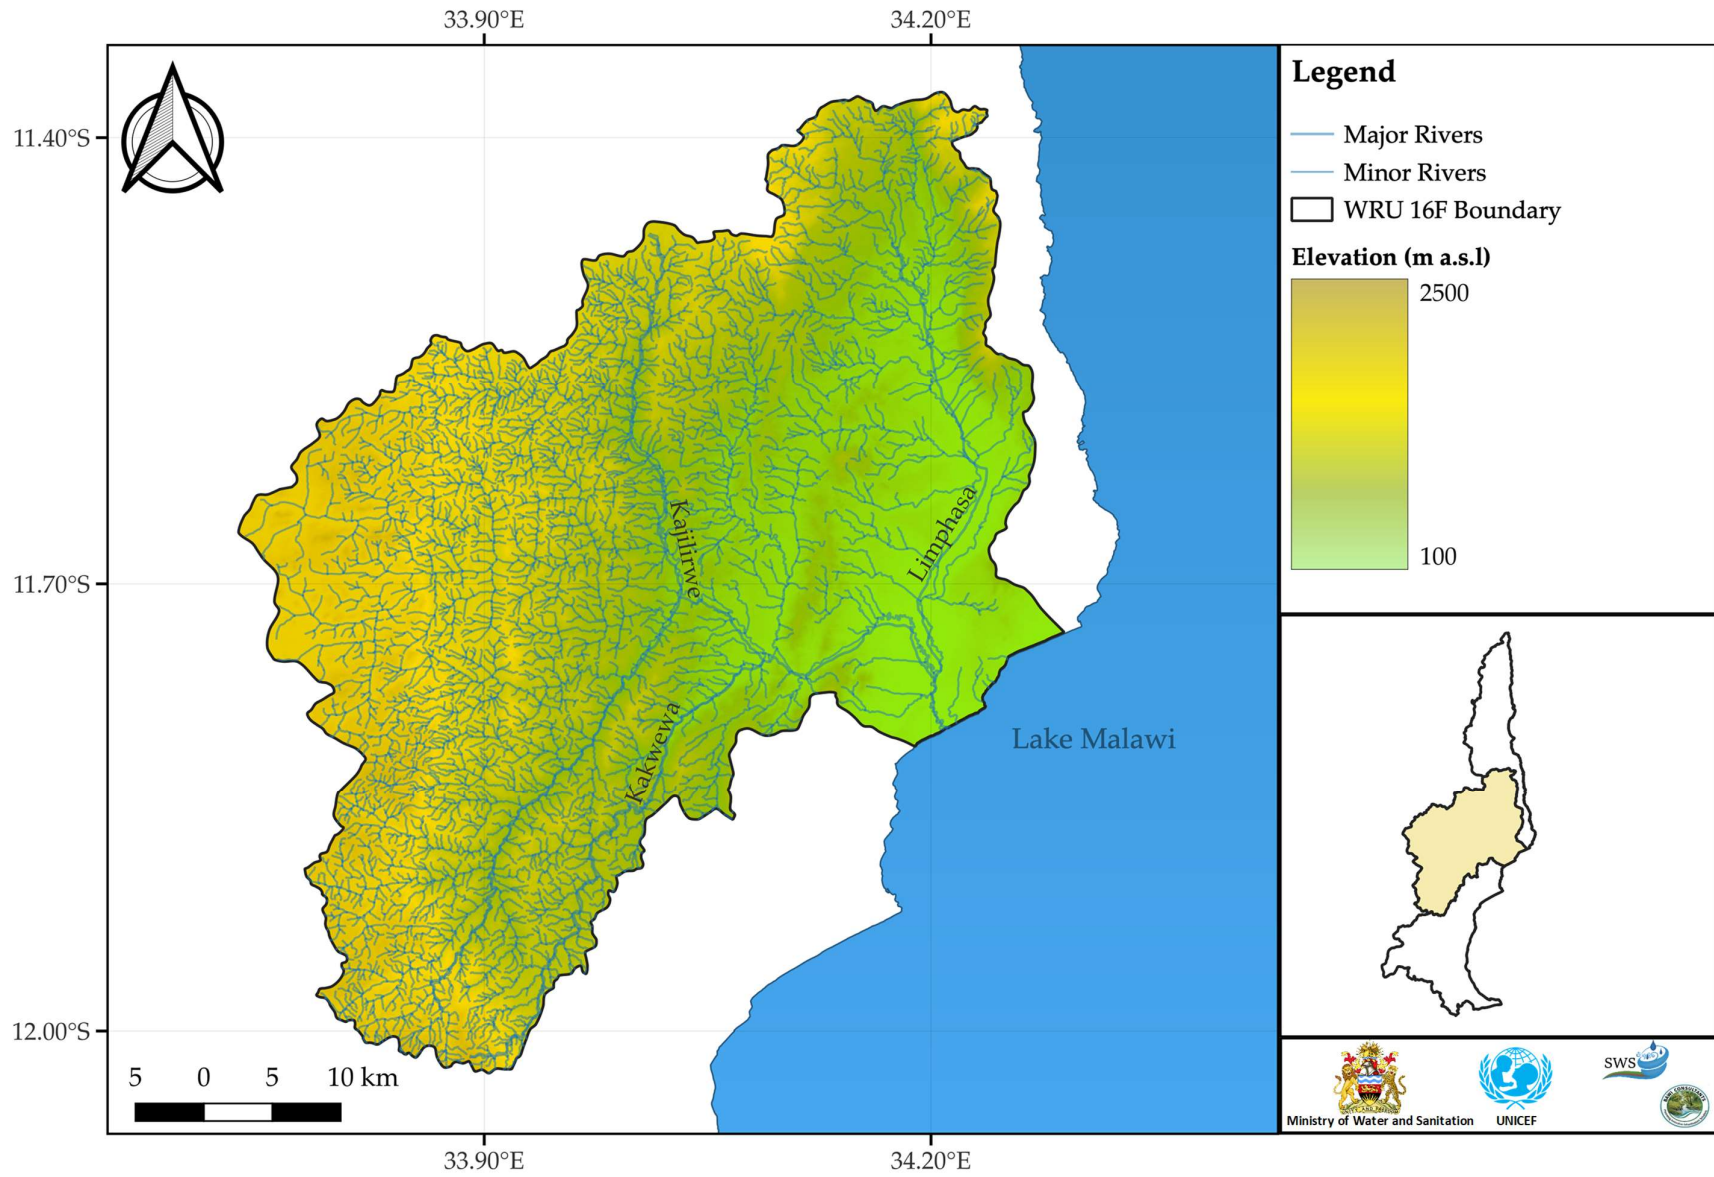 33.90°E
34.20°E
11.40°S
11.70°S
12.00°S
Kajilirwe
Limphasa
Kakwewa
Lake Malawi
5 0 5 10 km
33.90°E
34.20°E
Legend
Major Rivers
Minor Rivers
WRU 16F Boundary
Elevation (m a.s.l)
2500
100
SWS
Ministry of Water and Sanitation
UNICEF